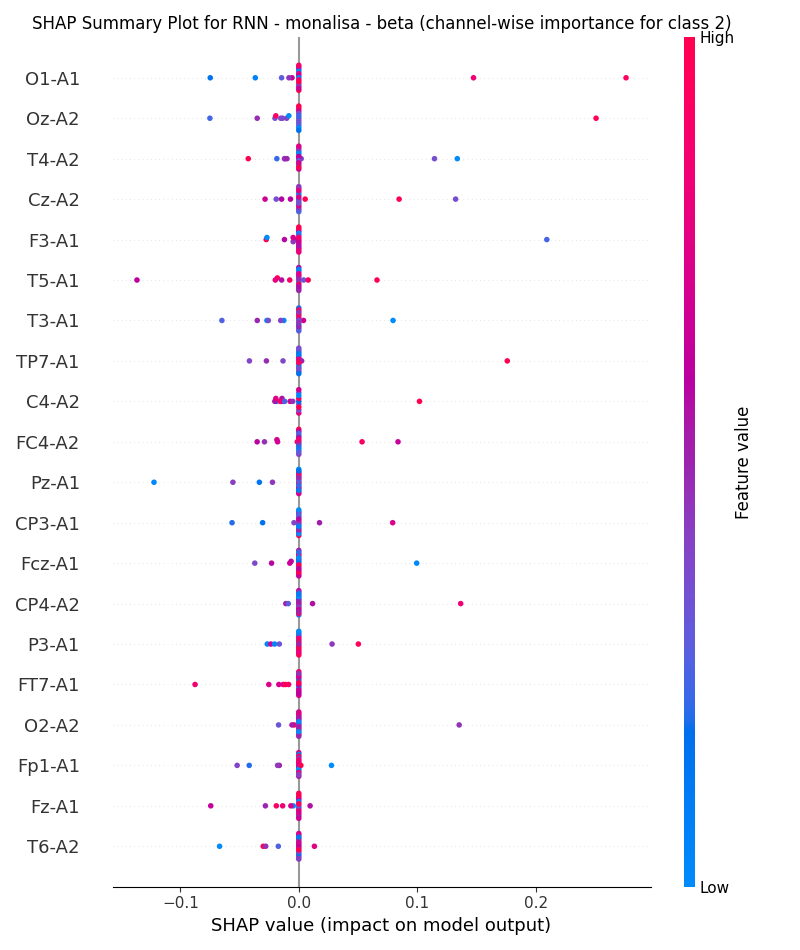 SHAP Summary Plot for RNN - monalisa - beta (channel-wise importance for class 2)
High
O1-A1
Oz-A2
T4-A2
Cz-A2
F3-A1
T5-A1
T3-A1
TP7-A1
C4-A2
FC4-A2
Pz-A1
CP3-A1
Fcz-A1
CP4-A2
P3-A1
FT7-A1
O2-A2
Fp1-A1
Fz-A1
T6-A2
Feature value
Low
−0.1 0.0 0.1 0.2
SHAP value (impact on model output)